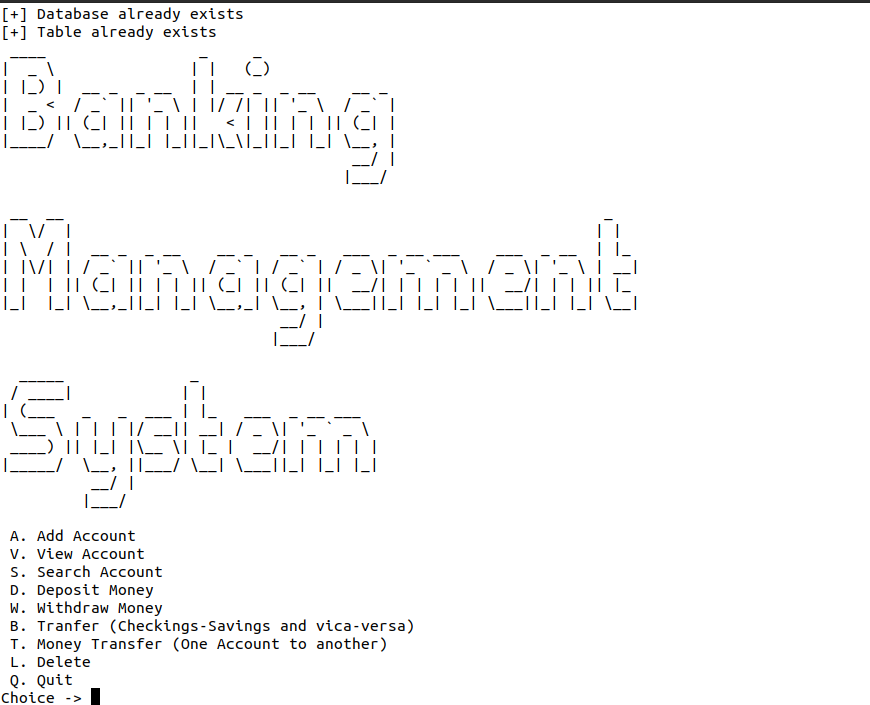 [+] Database already exists
[+] Table already exists
Banking
Management
System
A. Add Account
V. View Account
S. Search Account
D. Deposit Money
W. Withdraw Money
B. Tranfer (Checkings-Savings and vica-versa)
T. Money Transfer (One Account to another)
L. Delete
Q. Quit
Choice ->